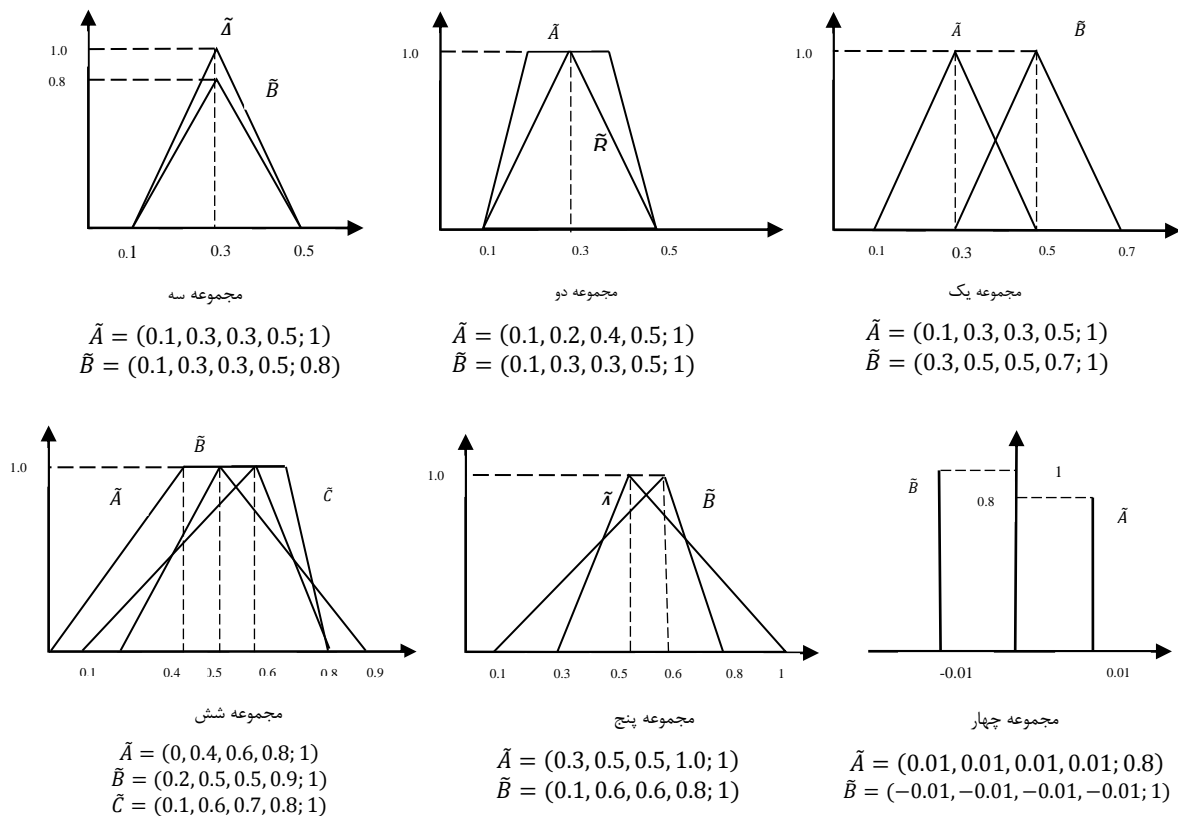 Ã
B̃
1.0
0.1 0.3 0.5 0.7
مجموعه یک
Ã = (0.1, 0.3, 0.3, 0.5; 1)
B̃ = (0.3, 0.5, 0.5, 0.7; 1)
Ã
1.0
B̃
0.1 0.3 0.5
مجموعه دو
Ã = (0.1, 0.2, 0.4, 0.5; 1)
B̃ = (0.1, 0.3, 0.3, 0.5; 1)
Ã
1.0
0.8
B̃
0.1 0.3 0.5
مجموعه سه
Ã = (0.1, 0.3, 0.3, 0.5; 1)
B̃ = (0.1, 0.3, 0.3, 0.5; 0.8)
1
B̃
0.8
Ã
-0.01 0.01
مجموعه چهار
Ã = (0.01, 0.01, 0.01, 0.01; 0.8)
B̃ = (−0.01, −0.01, −0.01, −0.01; 1)
1.0
Ã B̃
0.1 0.3 0.5 0.6 0.8 1
مجموعه پنج
Ã = (0.3, 0.5, 0.5, 1.0; 1)
B̃ = (0.1, 0.6, 0.6, 0.8; 1)
B̃
1.0
Ã
C̃
0.1 0.4 0.5 0.6 0.8 0.9
مجموعه شش
Ã = (0, 0.4, 0.6, 0.8; 1)
B̃ = (0.2, 0.5, 0.5, 0.9; 1)
C̃ = (0.1, 0.6, 0.7, 0.8; 1)